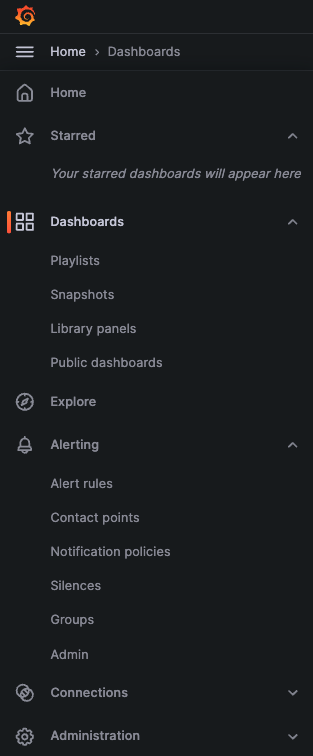 Home › Dashboards
Home
Starred
Your starred dashboards will appear here
Dashboards
Playlists
Snapshots
Library panels
Public dashboards
Explore
Alerting
Alert rules
Contact points
Notification policies
Silences
Groups
Admin
Connections
Administration